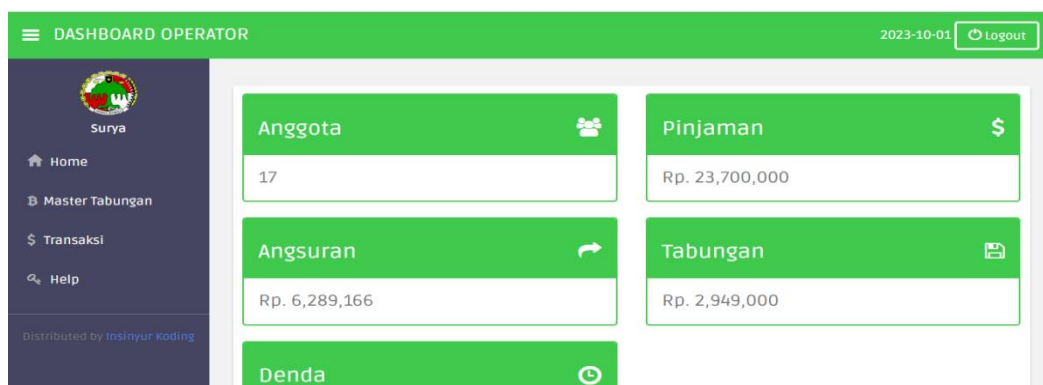 DASHBOARD OPERATOR
2023-10-01 Logout
Surya
Home
Master Tabungan
Transaksi
Help
Distributed by Insinyur Koding
Anggota
17
Pinjaman
Rp. 23,700,000
Angsuran
Rp. 6,289,166
Tabungan
Rp. 2,949,000
Denda